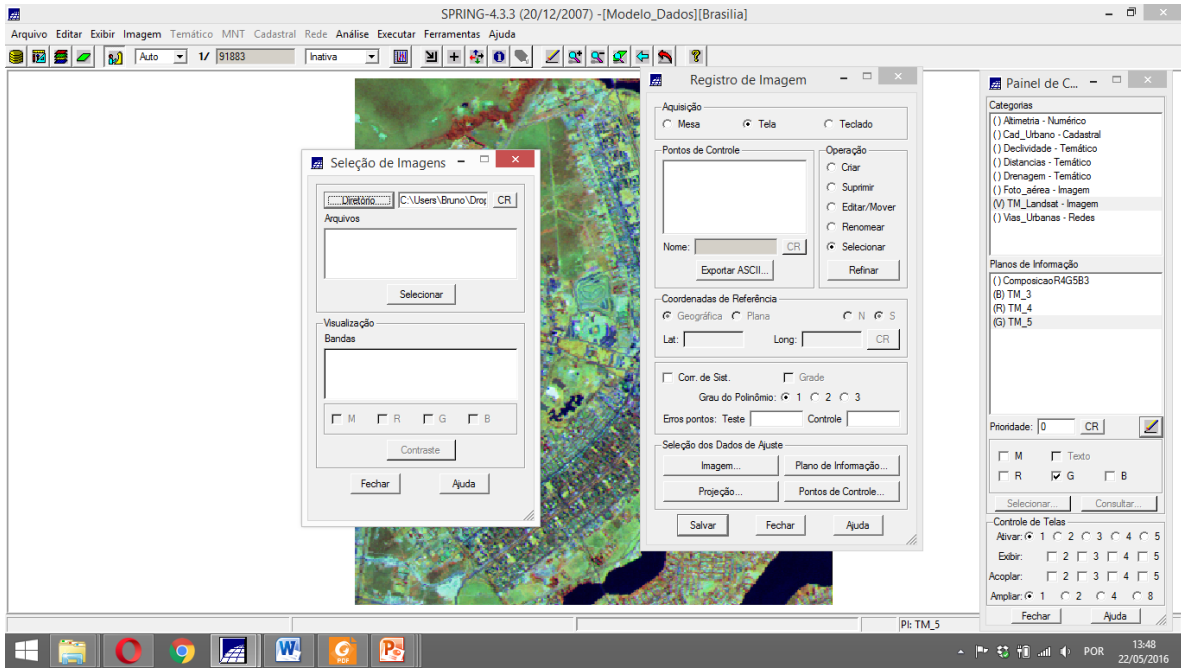 SPRING-4.3.3 (20/12/2007) -[Modelo_Dados][Brasilia]
Arquivo Editar Exibir Imagem Temático MNT Cadastral Rede Análise Executar Ferramentas Ajuda
Auto 1/ 91883 Inativa
Seleção de Imagens
Diretório... C:\Users\Bruno\Drop CR
Arquivos
Selecionar
Visualização
Bandas
M R G B
Contraste
Fechar Ajuda
Registro de Imagem
Aquisição
Mesa Tela Teclado
Pontos de Controle
Nome: CR
Exportar ASCII...
Operação
Criar
Suprimir
Editar/Mover
Renomear
Selecionar
Refinar
Coordenadas de Referência
Geográfica Plana N S
Lat: Long: CR
Corr. de Sist. Grade
Grau do Polinômio: 1 2 3
Erros pontos: Teste Controle
Seleção dos Dados de Ajuste
Imagem... Plano de Informação...
Projeção... Pontos de Controle...
Salvar Fechar Ajuda
Painel de C...
Categorias
( ) Altimetria - Numérico
( ) Cad_Urbano - Cadastral
( ) Declividade - Temático
( ) Distancias - Temático
( ) Drenagem - Temático
( ) Foto_aérea - Imagem
(V) TM_Landsat - Imagem
( ) Vias_Urbanas - Redes
Planos de Informação
( ) ComposicaoR4G5B3
(B) TM_3
(R) TM_4
(G) TM_5
Prioridade: 0 CR
M Texto
R G B
Selecionar... Consultar...
Controle de Telas
Ativar: 1 2 3 4 5
Exibir: 2 3 4 5
Acoplar: 2 3 4 5
Ampliar: 1 2 4 8
Fechar Ajuda
PI: TM_5
POR
13:48
22/05/2016